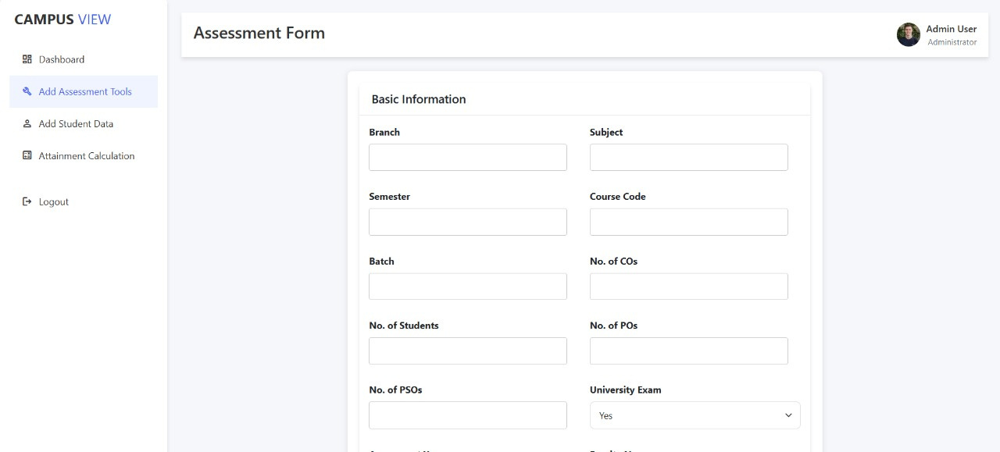 CAMPUS VIEW
Dashboard
Add Assessment Tools
Add Student Data
Attainment Calculation
Logout
Assessment Form
Admin User
Administrator
Basic Information
Branch
Subject
Semester
Course Code
Batch
No. of COs
No. of Students
No. of POs
No. of PSOs
University Exam
Yes